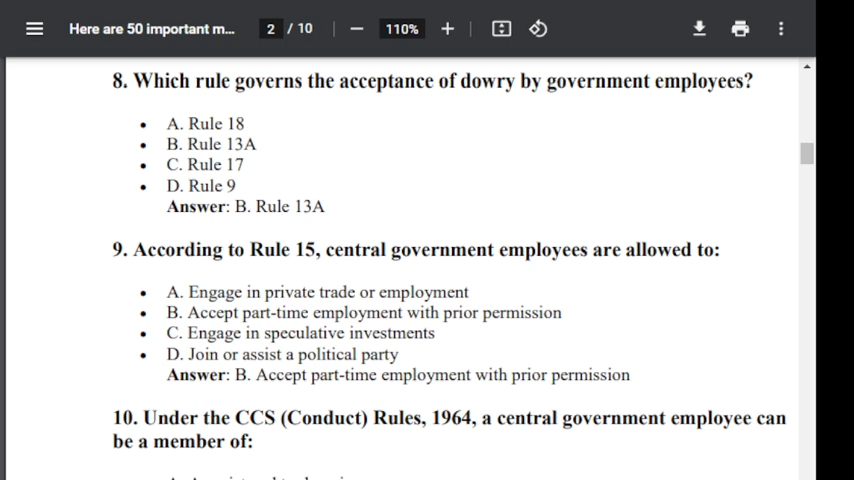 Here are 50 important m... 2 / 10 110%
8. Which rule governs the acceptance of dowry by government employees?
• A. Rule 18
• B. Rule 13A
• C. Rule 17
• D. Rule 9
Answer: B. Rule 13A
9. According to Rule 15, central government employees are allowed to:
• A. Engage in private trade or employment
• B. Accept part-time employment with prior permission
• C. Engage in speculative investments
• D. Join or assist a political party
Answer: B. Accept part-time employment with prior permission
10. Under the CCS (Conduct) Rules, 1964, a central government employee can
be a member of: